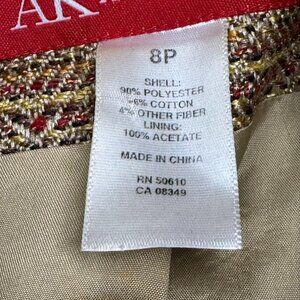 AK
8P
SHELL:
90% POLYESTER
6% COTTON
4% OTHER FIBER
LINING:
100% ACETATE
MADE IN CHINA
RN 50610
CA 08349